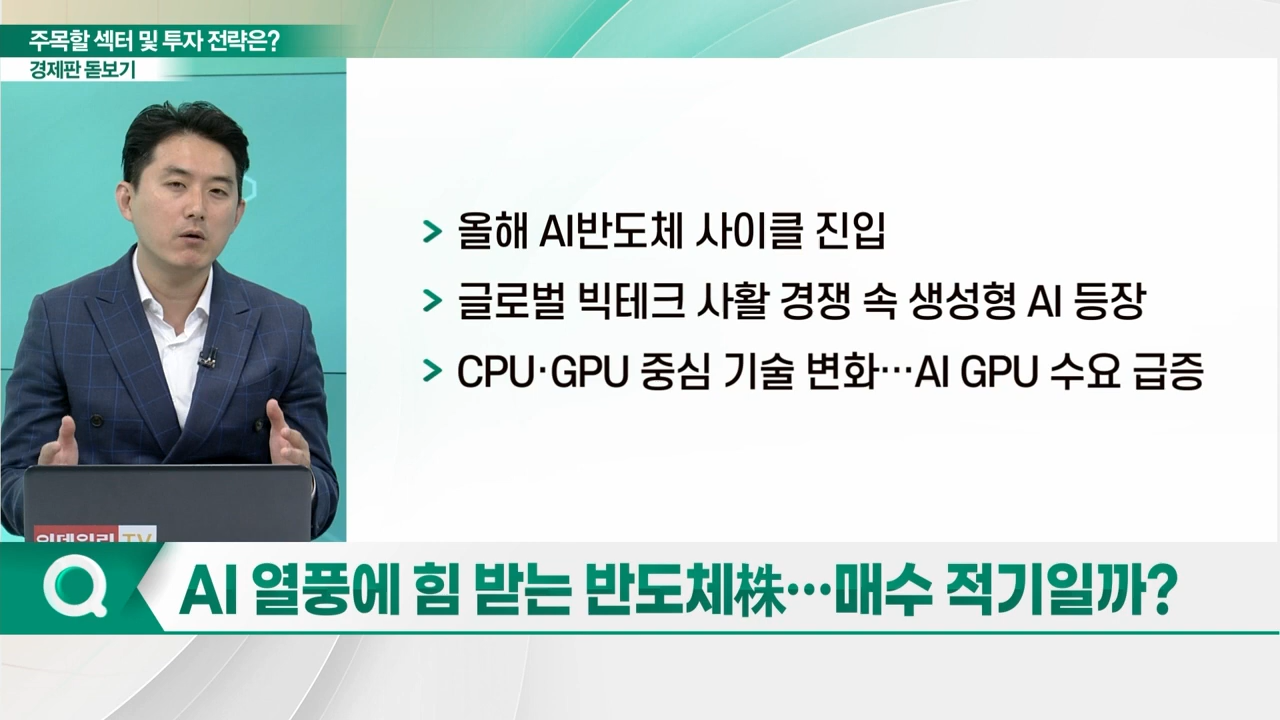 주목할 섹터 및 투자 전략은?
경제판 돋보기
> 올해 AI반도체 사이클 진입
> 글로벌 빅테크 사활 경쟁 속 생성형 AI 등장
> CPU·GPU 중심 기술 변화…AI GPU 수요 급증
이데일리 TV
AI 열풍에 힘 받는 반도체株…매수 적기일까?